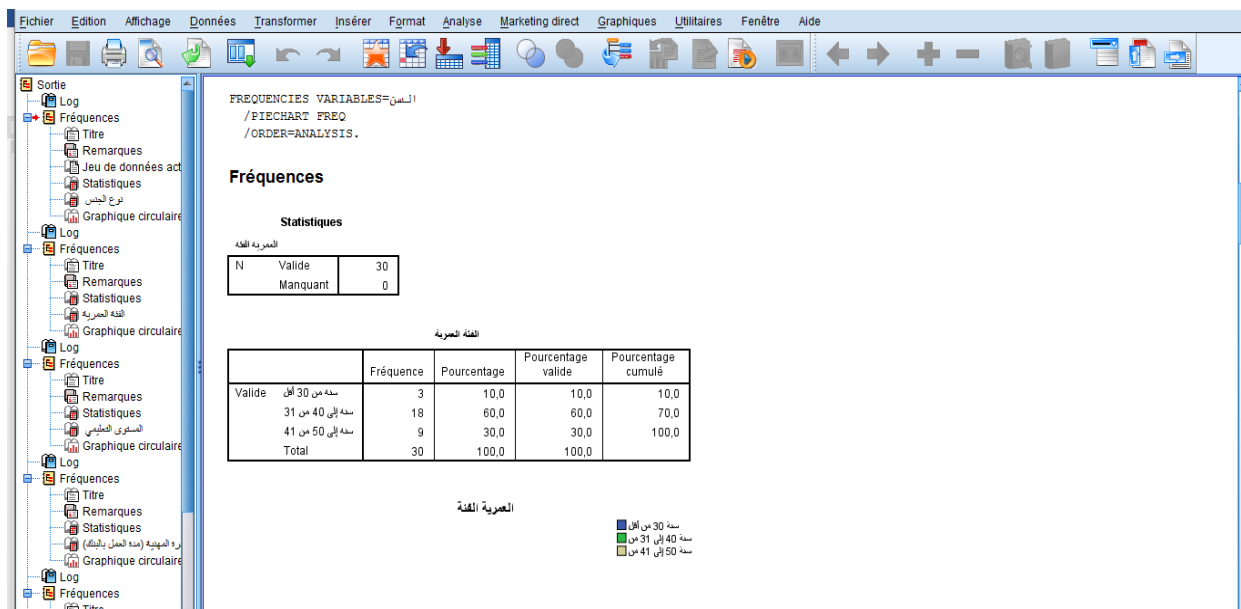 Fichier Edition Affichage Données Transformer Insérer Format Analyse Marketing direct Graphiques Utilitaires Fenêtre Aide
Sortie
Log
Fréquences
Titre
Remarques
Jeu de données act
Statistiques
نوع الجنس
Graphique circulaire
Log
Fréquences
Titre
Remarques
Statistiques
الفئة العمرية
Graphique circulaire
Log
Fréquences
Titre
Remarques
Statistiques
المستوى التعليمي
Graphique circulaire
Log
Fréquences
Titre
Remarques
Statistiques
رة المهنية (مدة العمل بالبنك)
Graphique circulaire
Log
Fréquences
Titre
FREQUENCIES VARIABLES=السن
/PIECHART FREQ
/ORDER=ANALYSIS.
Fréquences
Statistiques
العمرية الفئة
N Valide 30
Manquant 0
الفئة العمرية
Fréquence Pourcentage Pourcentage valide Pourcentage cumulé
Valide سنة من 30 أقل 3 10,0 10,0 10,0
سنة إلى 40 من 31 18 60,0 60,0 70,0
سنة إلى 50 من 41 9 30,0 30,0 100,0
Total 30 100,0 100,0
العمرية الفئة
سنة 30 من أقل
سنة 40 إلى 31 من
سنة 50 إلى 41 من